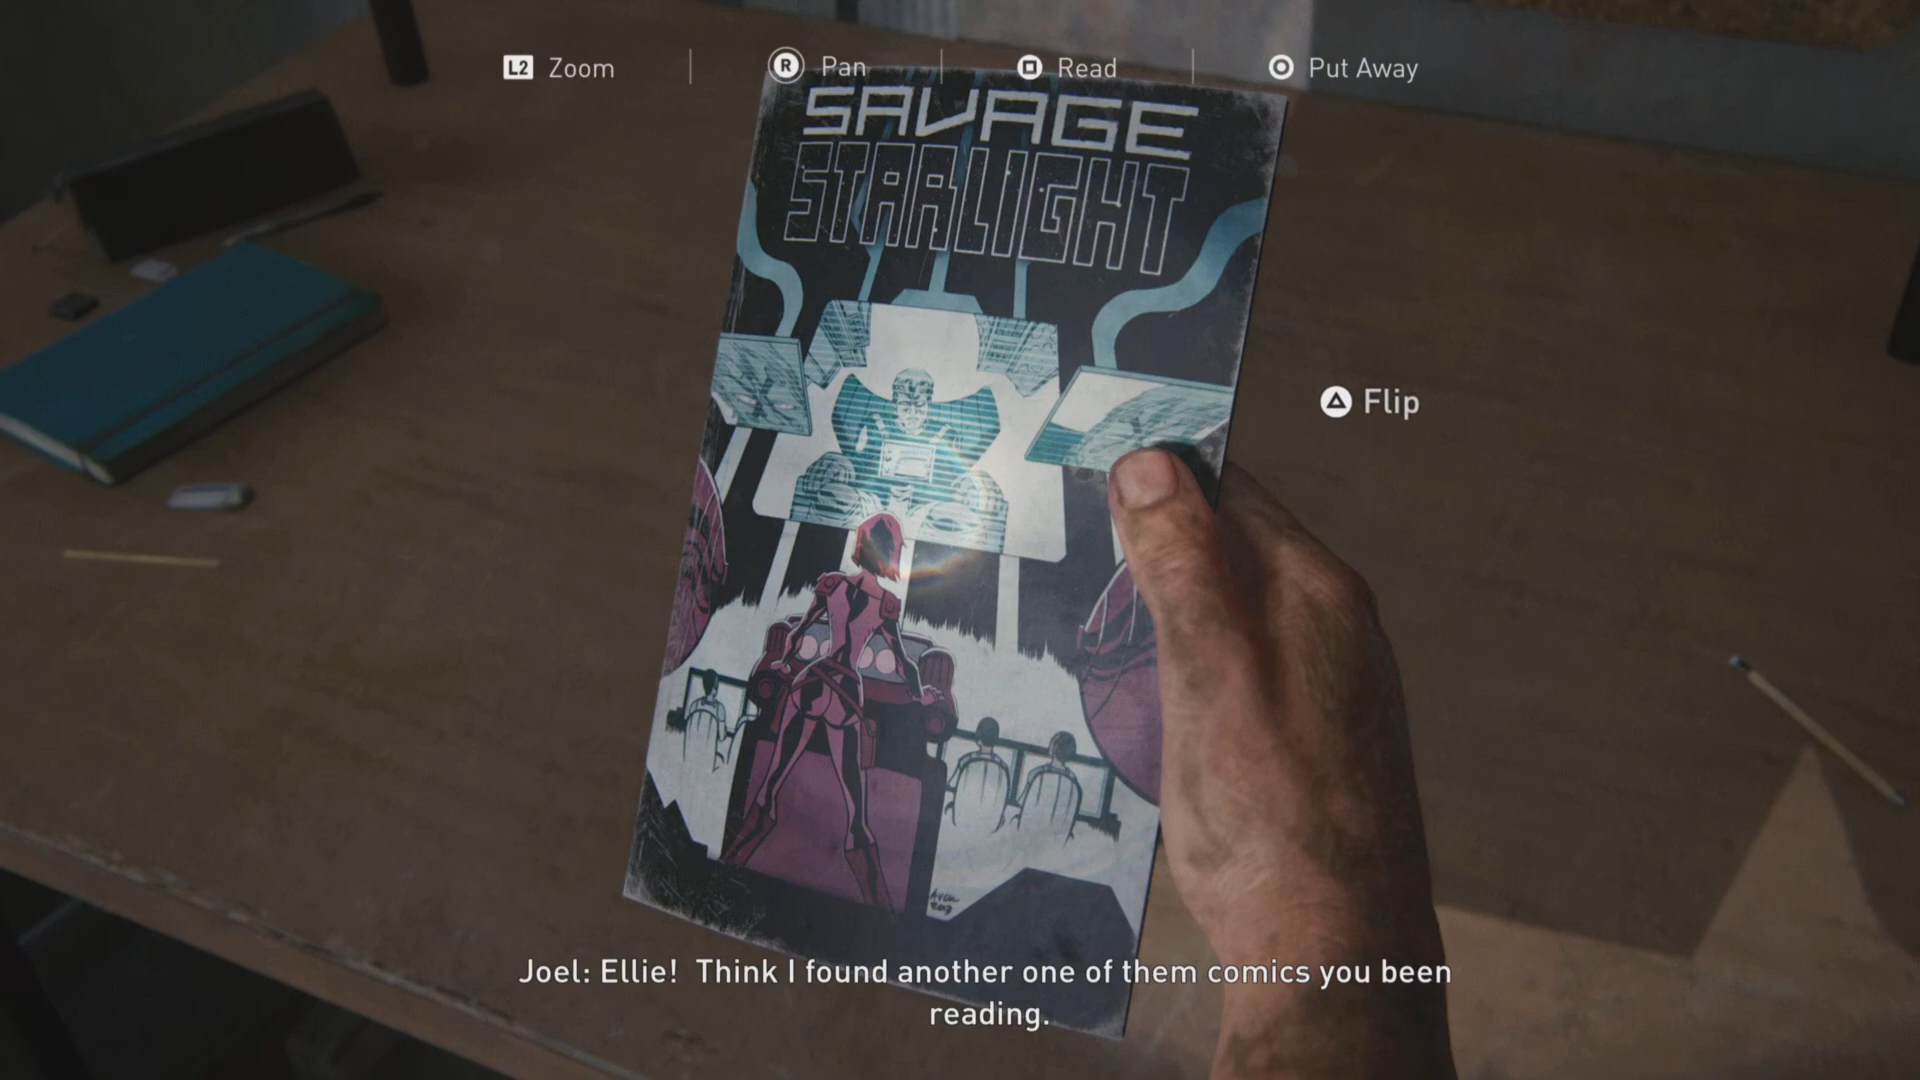 L2 Zoom
R Pan
Read
Put Away
SAVAGE
STARLIGHT
Flip
Joel: Ellie! Think I found another one of them comics you been
reading.